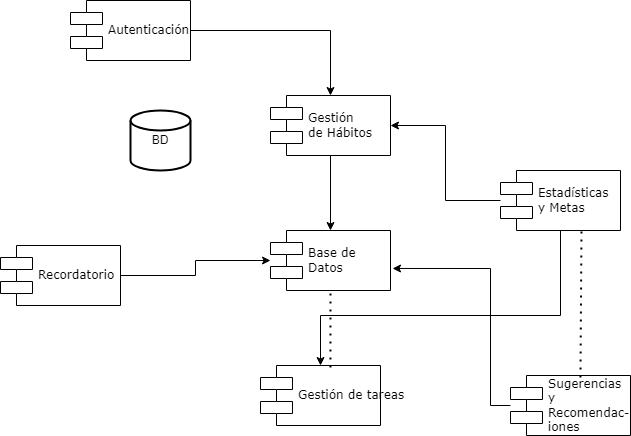 Autenticación
Gestión
de Hábitos
BD
Estadísticas
y Metas
Base de
Datos
Recordatorio
Gestión de tareas
Sugerencias
y
Recomendac-
iones